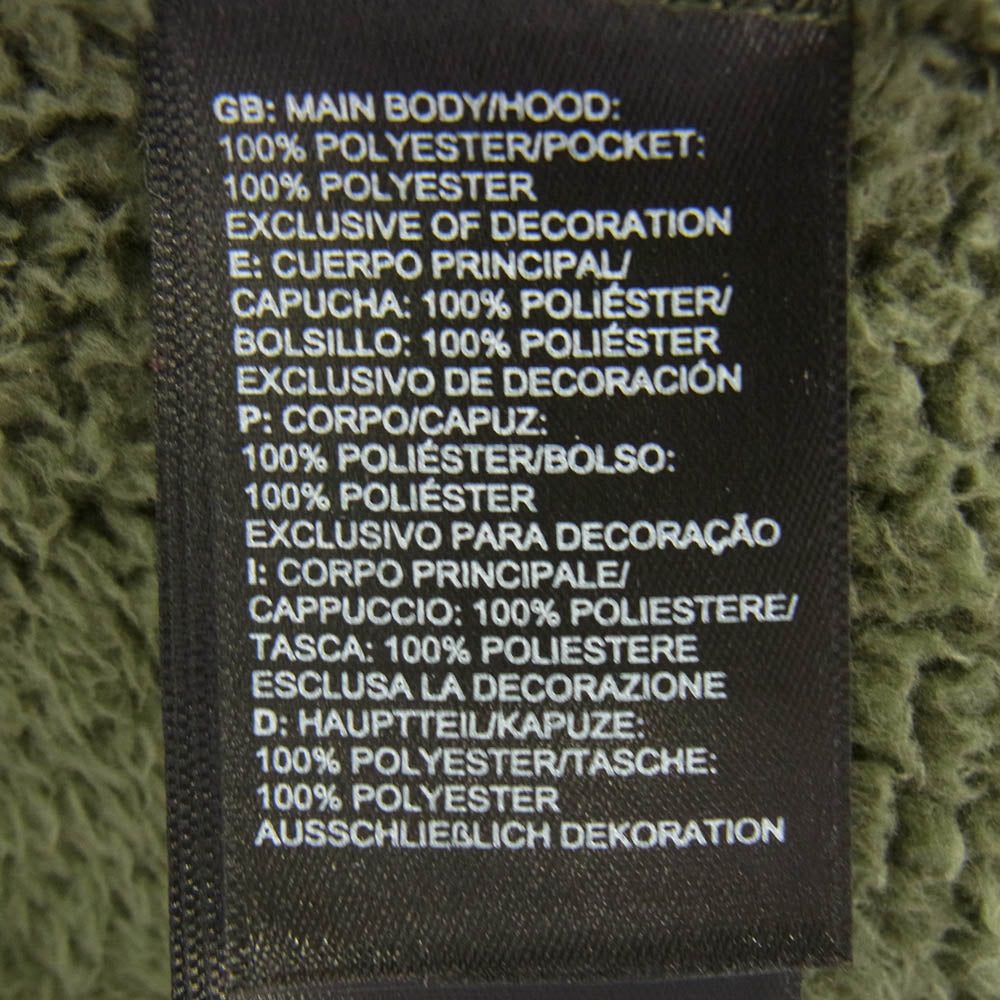 GB: MAIN BODY/HOOD:
100% POLYESTER/POCKET:
100% POLYESTER
EXCLUSIVE OF DECORATION
E: CUERPO PRINCIPAL/
CAPUCHA: 100% POLIÉSTER/
BOLSILLO: 100% POLIÉSTER
EXCLUSIVO DE DECORACIÓN
P: CORPO/CAPUZ:
100% POLIÉSTER/BOLSO:
100% POLIÉSTER
EXCLUSIVO PARA DECORAÇÃO
I: CORPO PRINCIPALE/
CAPPUCCIO: 100% POLIESTERE/
TASCA: 100% POLIESTERE
ESCLUSA LA DECORAZIONE
D: HAUPTTEIL/KAPUZE:
100% POLYESTER/TASCHE:
100% POLYESTER
AUSSCHLIEßLICH DEKORATION